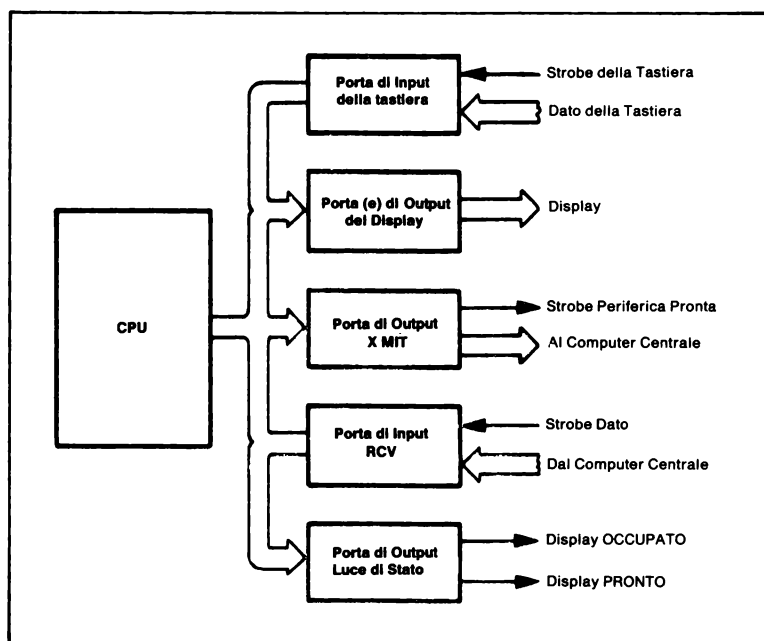 Porta di Input
della tastiera
Strobe della Tastiera
Dato della Tastiera
Porta (e) di Output
del Display
Display
CPU
Porta di Output
X MIT
Strobe Periferica Pronta
Al Computer Centrale
Porta di Input
RCV
Strobe Dato
Dal Computer Centrale
Porta di Output
Luce di Stato
Display OCCUPATO
Display PRONTO